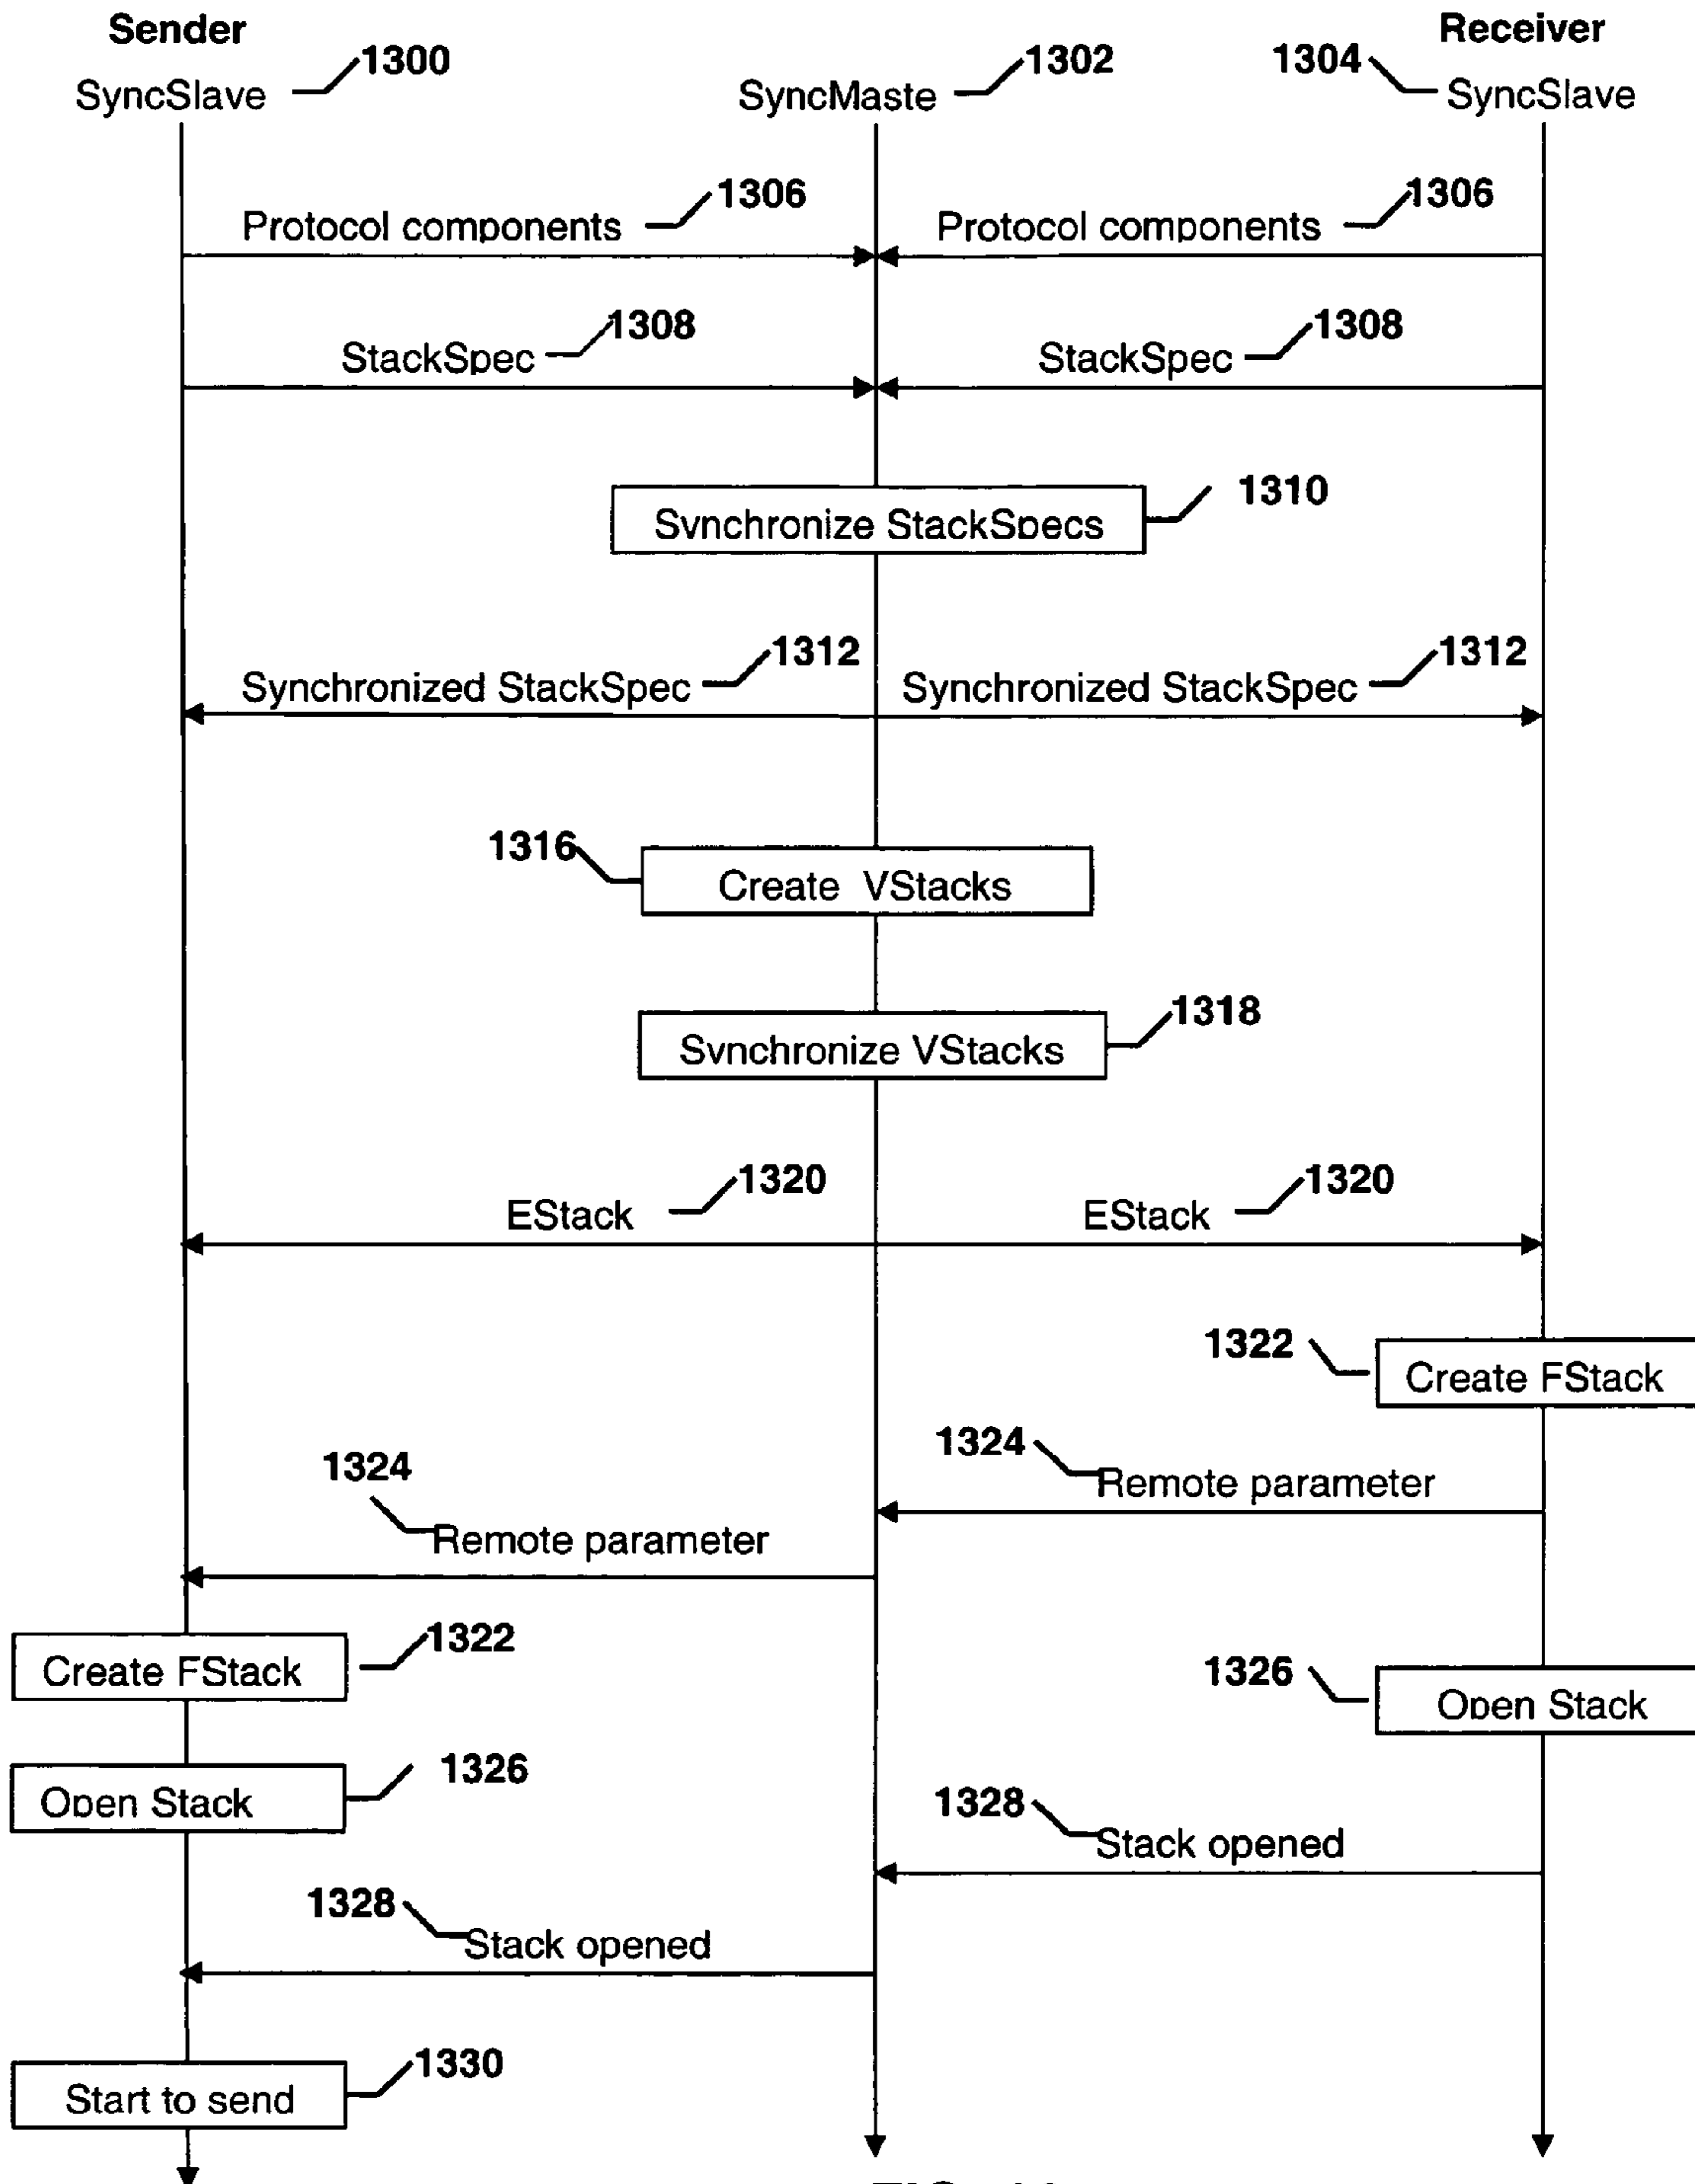 Sender
Receiver
1300
1302
1304
SyncSlave
SyncMaste
SyncSlave
1306
1306
Protocol components
Protocol components
1308
1308
StackSpec
StackSpec
1310
Synchronize StackSpecs
1312
1312
Synchronized StackSpec
Synchronized StackSpec
1316
Create VStacks
1318
Synchronize VStacks
1320
1320
EStack
EStack
1322
Create FStack
1324
Remote parameter
1324
Remote parameter
1322
Create FStack
1326
Open Stack
1326
Open Stack
1328
Stack opened
1328
Stack opened
1330
Start to send